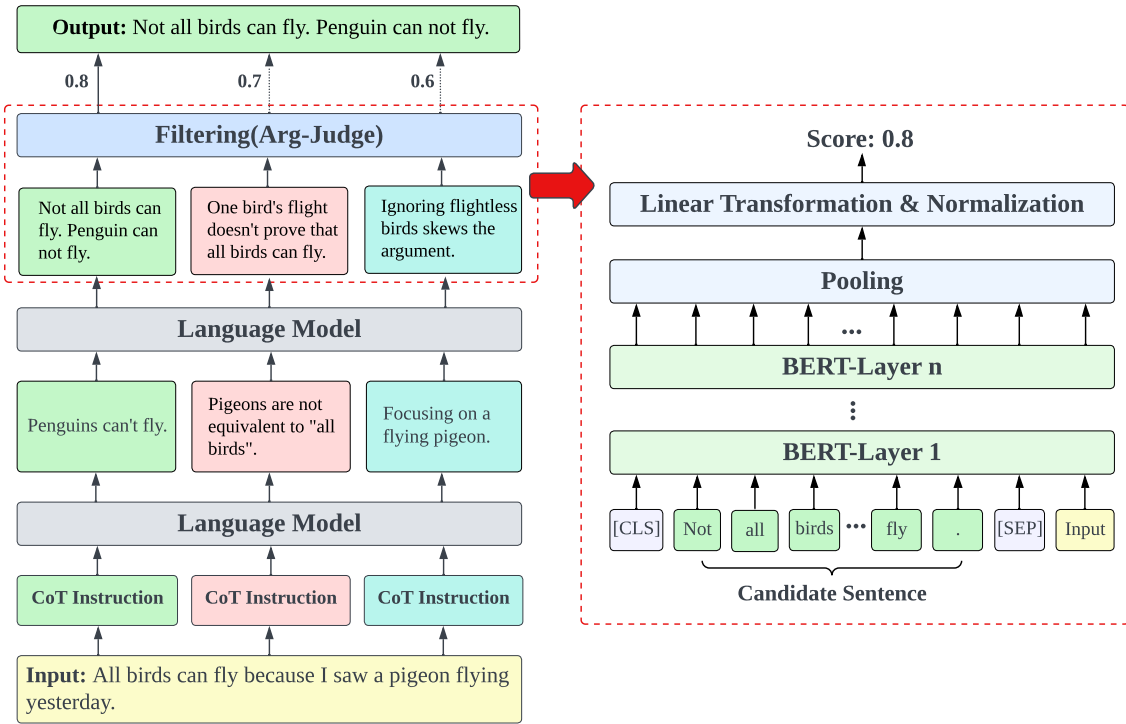 Output: Not all birds can fly. Penguin can not fly.
0.8
0.7
0.6
Filtering(Arg-Judge)
Not all birds can
fly. Penguin can
not fly.
One bird's flight
doesn't prove that
all birds can fly.
Ignoring flightless
birds skews the
argument.
Language Model
Penguins can't fly.
Pigeons are not
equivalent to "all
birds".
Focusing on a
flying pigeon.
Language Model
CoT Instruction
CoT Instruction
CoT Instruction
Input: All birds can fly because I saw a pigeon flying
yesterday.
Score: 0.8
Linear Transformation & Normalization
Pooling
...
BERT-Layer n
...
BERT-Layer 1
[CLS] Not all birds ... fly . [SEP] Input
Candidate Sentence